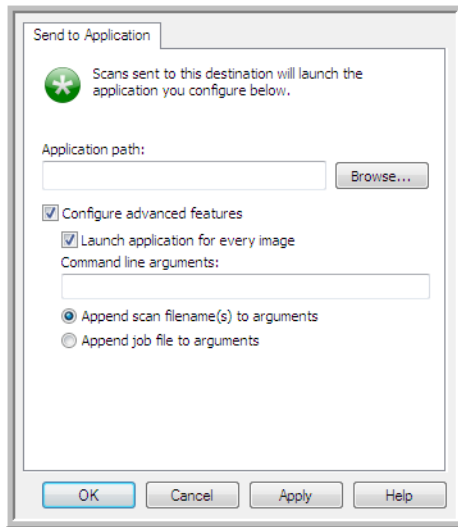 Send to Application
Scans sent to this destination will launch the
application you configure below.
Application path:
Browse...
Configure advanced features
Launch application for every image
Command line arguments:
Append scan filename(s) to arguments
Append job file to arguments
OK Cancel Apply Help